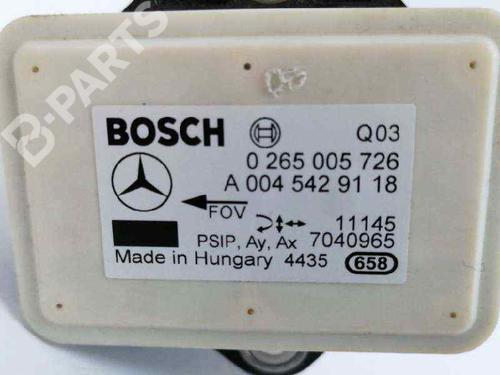 B-PARTS
BOSCH Q03
0 265 005 726
A 004 542 91 18
FOV 11145
PSIP, Ay, Ax 7040965
Made in Hungary 4435 658